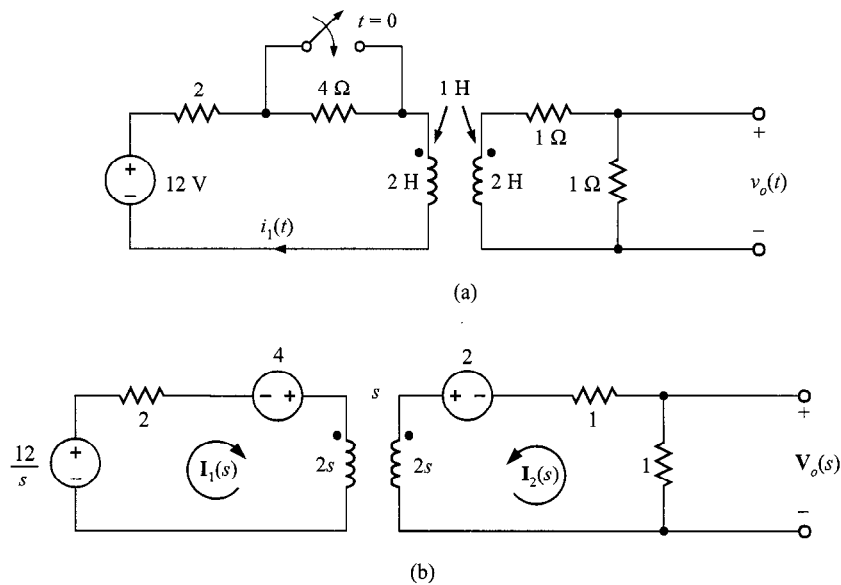 t = 0
2
4 Ω
1 H
1 Ω
+
+
−
12 V
2 H
2 H
1 Ω
v_o(t)
i_1(t)
−
(a)
4
2
s
− +
+ −
2
1
+
12/s
+
−
I_1(s)
2s
2s
I_2(s)
1
V_o(s)
−
(b)